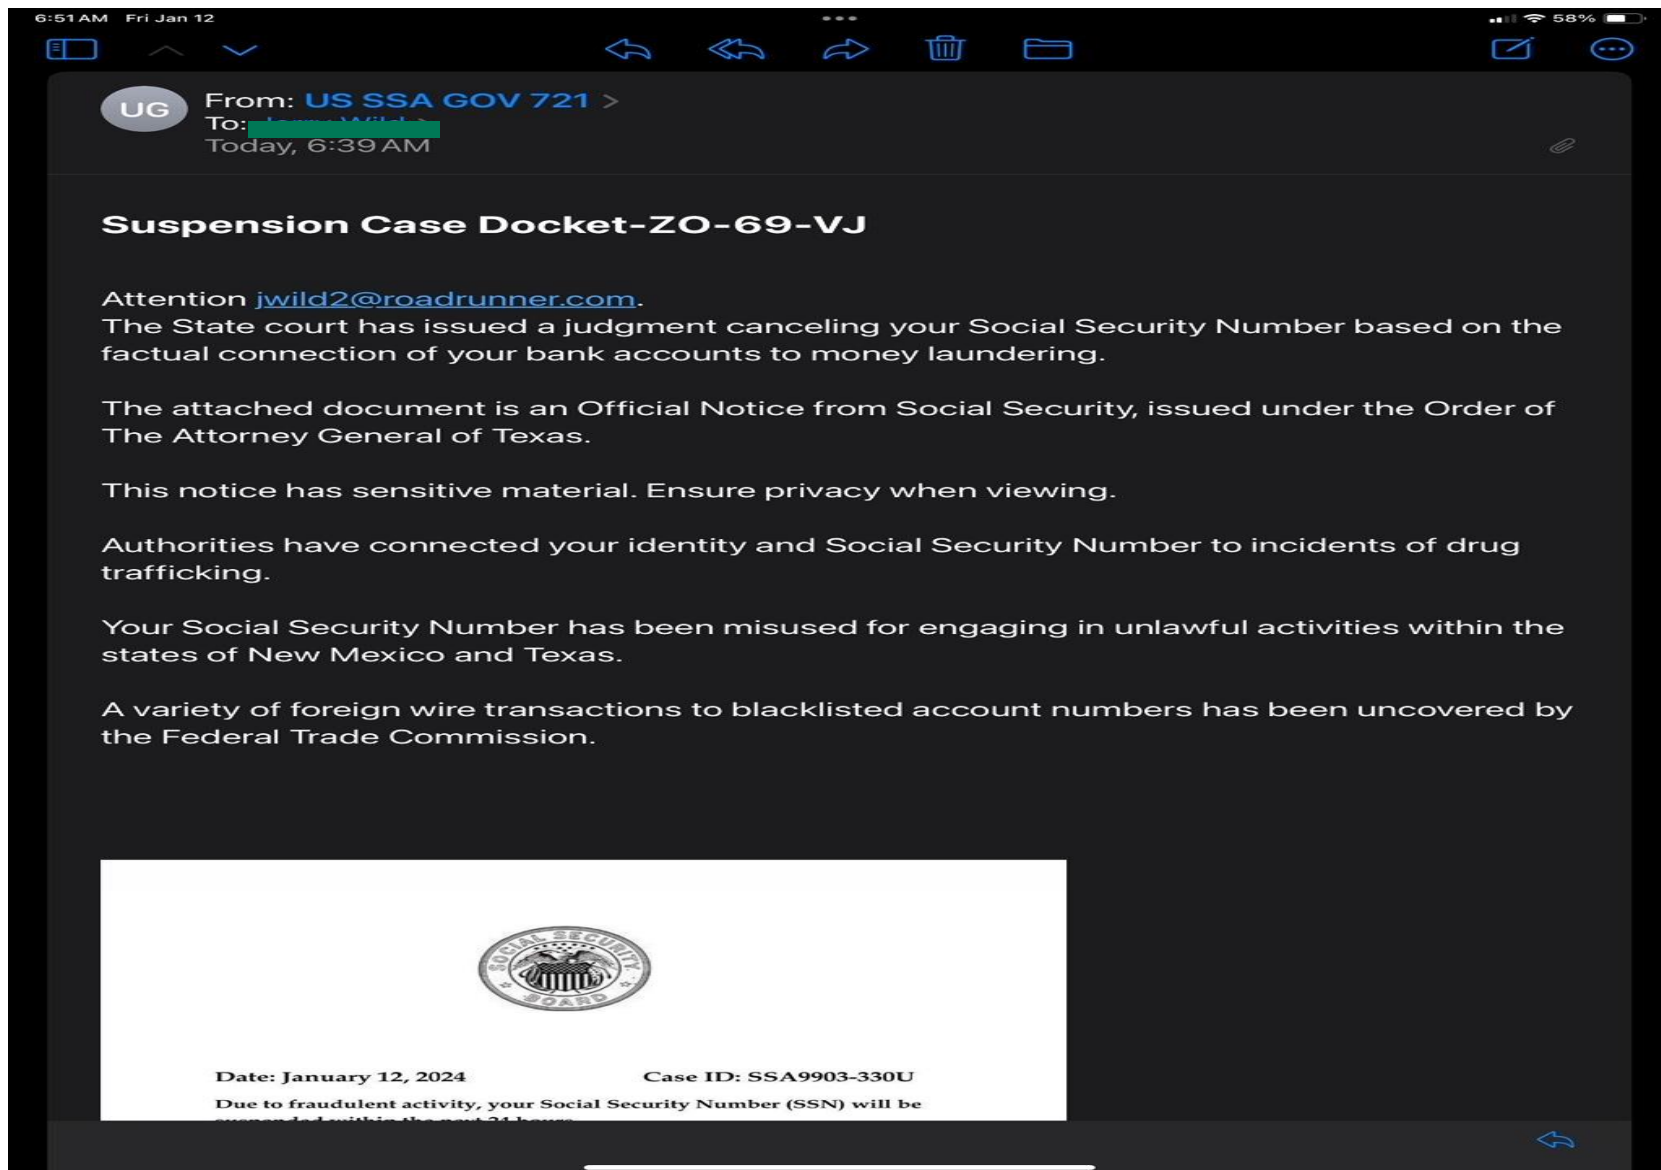 6:51 AM Fri Jan 12
58%
UG
From: US SSA GOV 721 >
To:
Today, 6:39 AM
Suspension Case Docket-ZO-69-VJ
Attention jwild2@roadrunner.com.
The State court has issued a judgment canceling your Social Security Number based on the
factual connection of your bank accounts to money laundering.
The attached document is an Official Notice from Social Security, issued under the Order of
The Attorney General of Texas.
This notice has sensitive material. Ensure privacy when viewing.
Authorities have connected your identity and Social Security Number to incidents of drug
trafficking.
Your Social Security Number has been misused for engaging in unlawful activities within the
states of New Mexico and Texas.
A variety of foreign wire transactions to blacklisted account numbers has been uncovered by
the Federal Trade Commission.
SOCIAL SECURITY
BOARD
Date: January 12, 2024 Case ID: SSA9903-330U
Due to fraudulent activity, your Social Security Number (SSN) will be
suspended within the next 24 hours